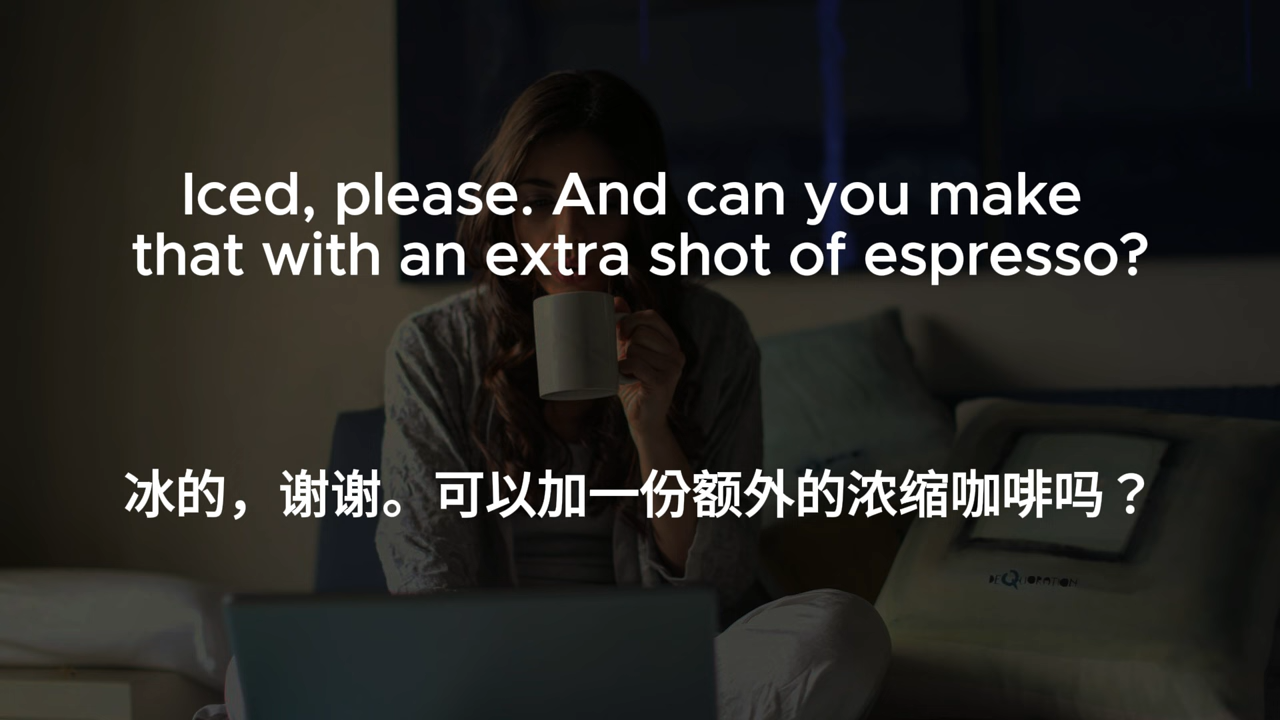 Iced, please. And can you make
that with an extra shot of espresso?
冰的，谢谢。可以加一份额外的浓缩咖啡吗？